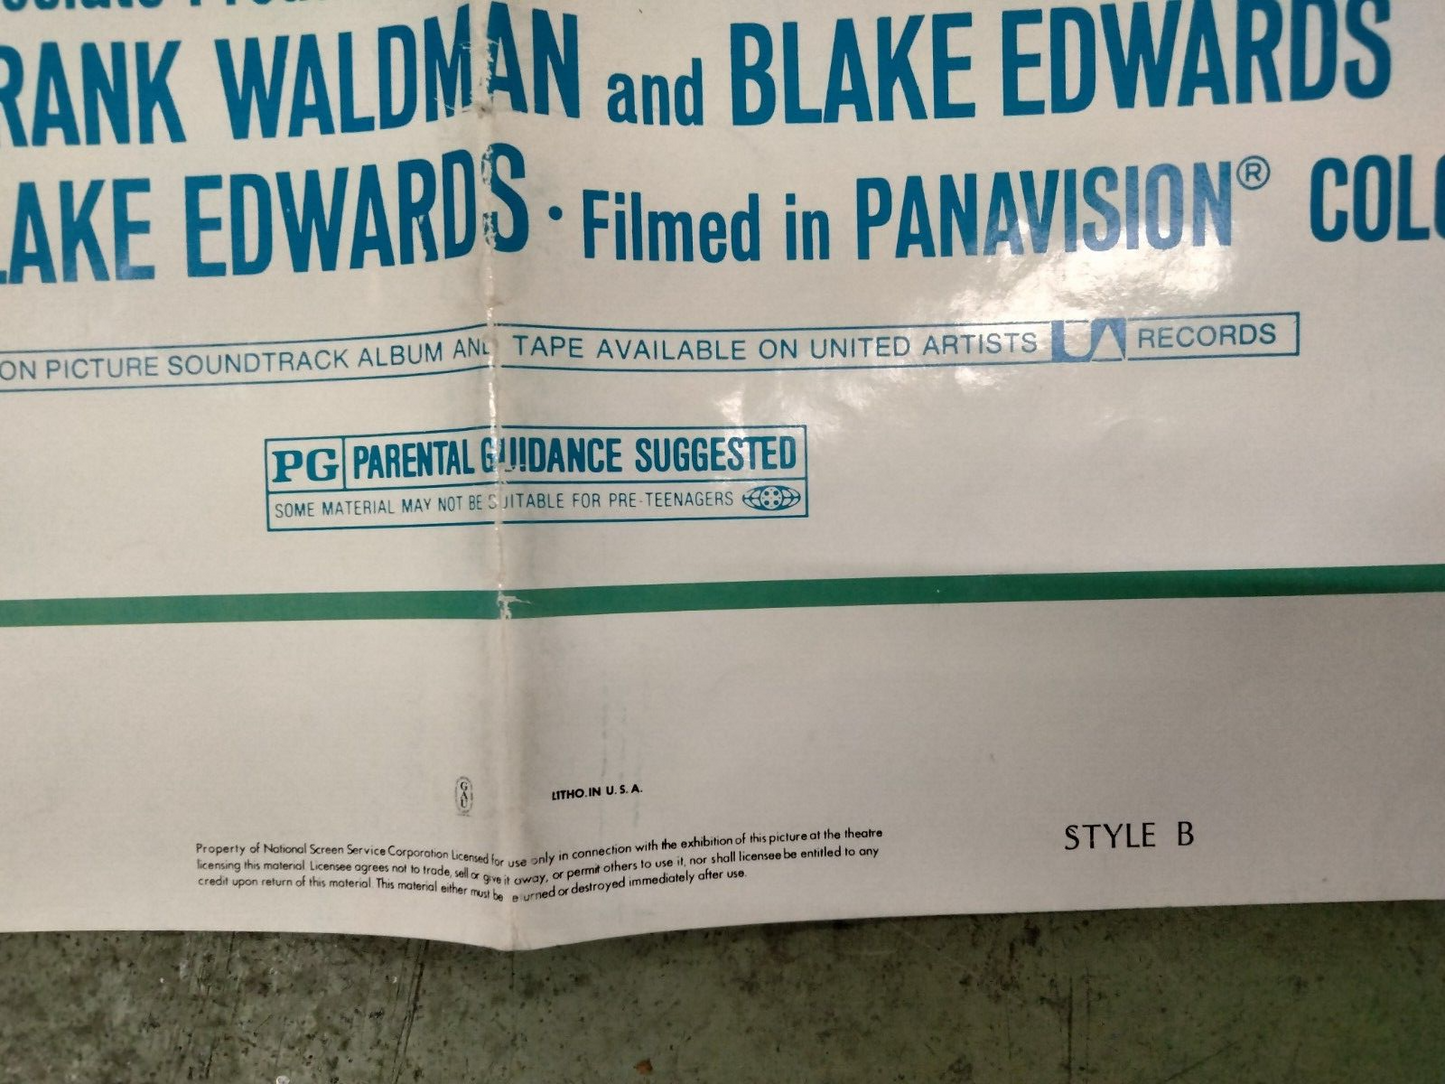 RANK WALDMAN and BLAKE EDWARDS
LAKE EDWARDS · Filmed in PANAVISION® COLO
ON PICTURE SOUNDTRACK ALBUM AND TAPE AVAILABLE ON UNITED ARTISTS UA RECORDS
PG PARENTAL GUIDANCE SUGGESTED
SOME MATERIAL MAY NOT BE SUITABLE FOR PRE-TEENAGERS
GAU
LITHO. IN U.S.A.
Property of National Screen Service Corporation Licensed for use only in connection with the exhibition of this picture at the theatre
licensing this material. Licensee agrees not to trade, sell or give it away, or permit others to use it, nor shall licensee be entitled to any
credit upon return of this material. This material either must be eturned or destroyed immediately after use.
STYLE B